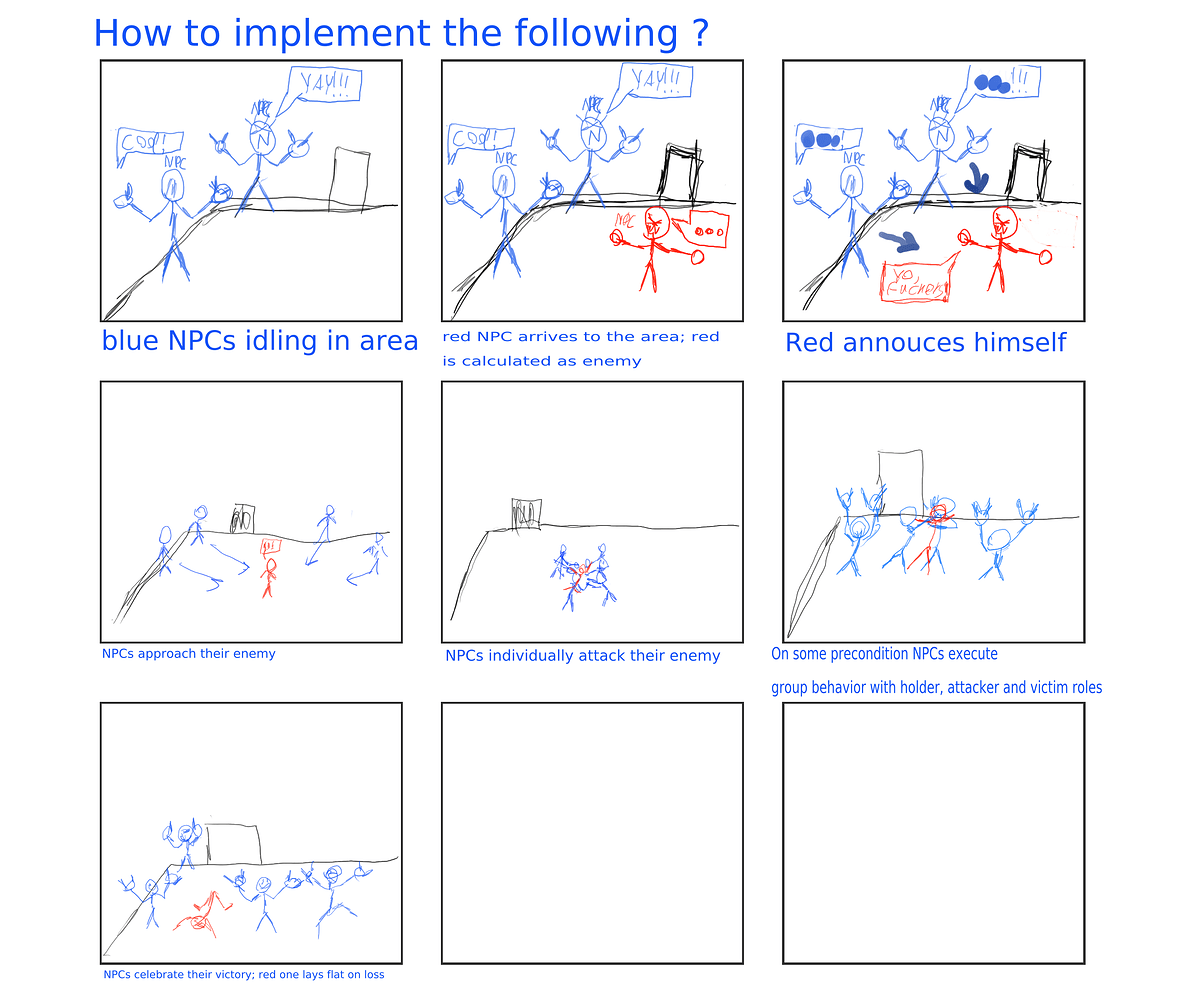 How to implement the following ?
YAY!!!
NPC
COOl!
NPC
N
YAY!!!
NPC
COOl!
NPC
N
NPC
ooo
!!!
NPC
!
NPC
N
YO,
Fuckers
blue NPCs idling in area
red NPC arrives to the area; red
is calculated as enemy
Red annouces himself
NPCs approach their enemy
NPCs individually attack their enemy
On some precondition NPCs execute
group behavior with holder, attacker and victim roles
NPCs celebrate their victory; red one lays flat on loss